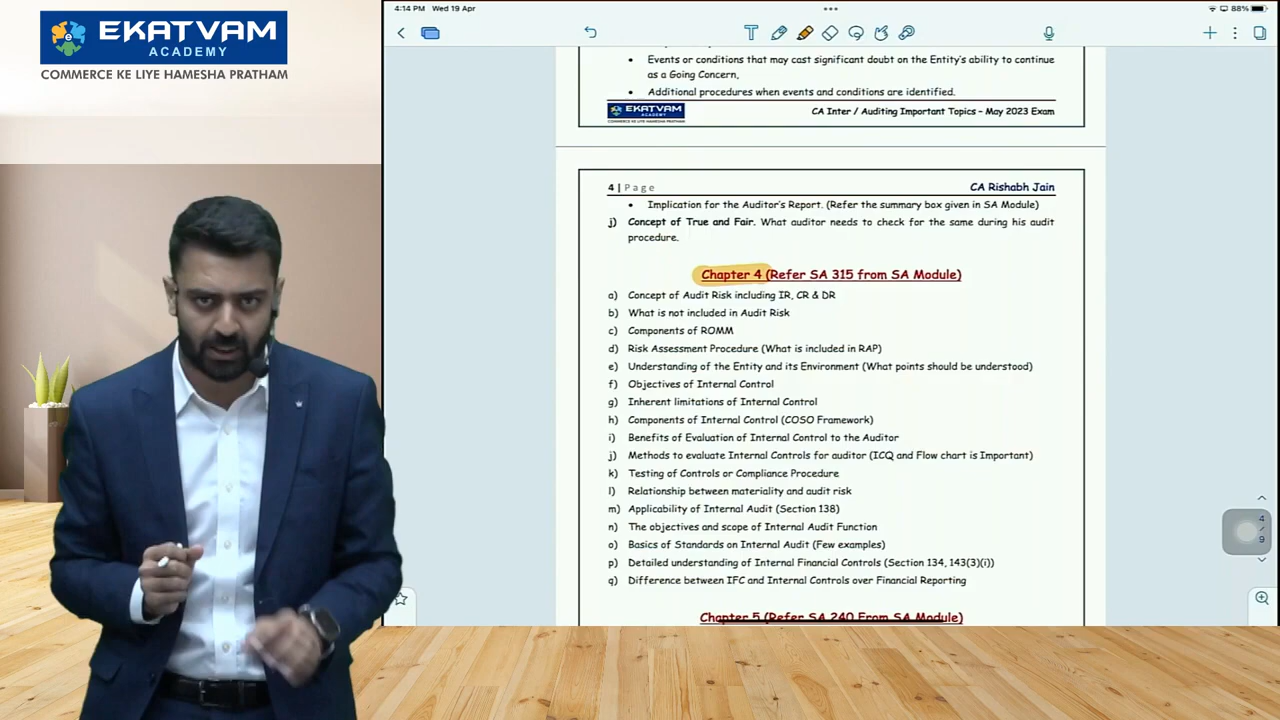 EKATVAM
ACADEMY
COMMERCE KE LIYE HAMESHA PRATHAM
4:14 PM Wed 19 Apr
88%
• Events or conditions that may cast significant doubt on the Entity's ability to continue
as a Going Concern,
• Additional procedures when events and conditions are identified.
EKATVAM
ACADEMY
COMMERCE KE LIYE HAMESHA PRATHAM
CA Inter / Auditing Important Topics – May 2023 Exam
4 | Page
CA Rishabh Jain
• Implication for the Auditor's Report. (Refer the summary box given in SA Module)
j) Concept of True and Fair. What auditor needs to check for the same during his audit
procedure.
Chapter 4 (Refer SA 315 from SA Module)
a) Concept of Audit Risk including IR, CR & DR
b) What is not included in Audit Risk
c) Components of ROMM
d) Risk Assessment Procedure (What is included in RAP)
e) Understanding of the Entity and its Environment (What points should be understood)
f) Objectives of Internal Control
g) Inherent limitations of Internal Control
h) Components of Internal Control (COSO Framework)
i) Benefits of Evaluation of Internal Control to the Auditor
j) Methods to evaluate Internal Controls for auditor (ICQ and Flow chart is Important)
k) Testing of Controls or Compliance Procedure
l) Relationship between materiality and audit risk
m) Applicability of Internal Audit (Section 138)
n) The objectives and scope of Internal Audit Function
o) Basics of Standards on Internal Audit (Few examples)
p) Detailed understanding of Internal Financial Controls (Section 134, 143(3)(i))
q) Difference between IFC and Internal Controls over Financial Reporting
4
/
9
Chapter 5 (Refer SA 240 From SA Module)